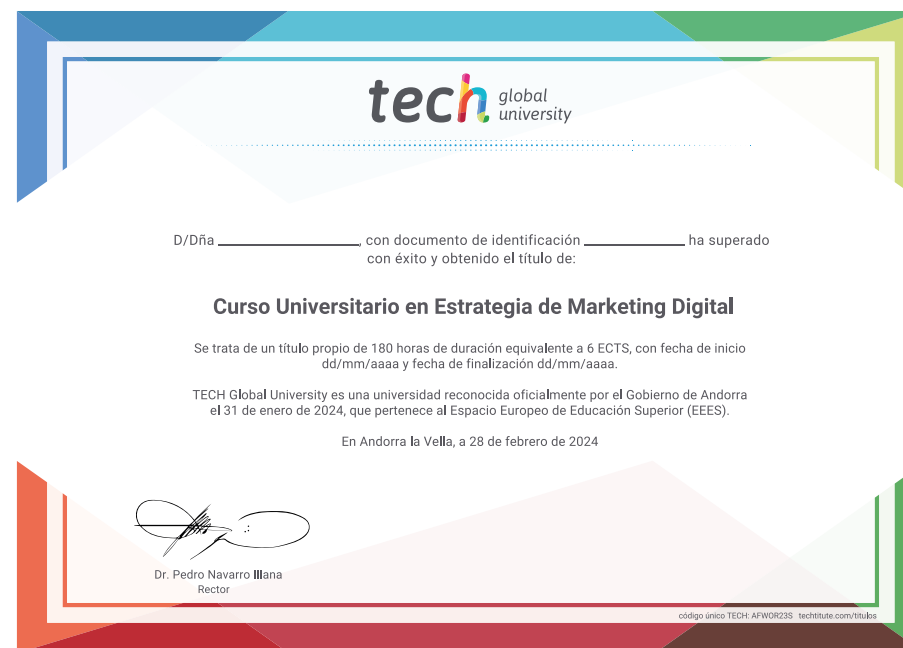 tech global
university
D/Dña ____________________, con documento de identificación ______________ ha superado
con éxito y obtenido el título de:
Curso Universitario en Estrategia de Marketing Digital
Se trata de un título propio de 180 horas de duración equivalente a 6 ECTS, con fecha de inicio
dd/mm/aaaa y fecha de finalización dd/mm/aaaa.
TECH Global University es una universidad reconocida oficialmente por el Gobierno de Andorra
el 31 de enero de 2024, que pertenece al Espacio Europeo de Educación Superior (EEES).
En Andorra la Vella, a 28 de febrero de 2024
Dr. Pedro Navarro Illana
Rector
código único TECH: AFWOR23S techtitute.com/titulos